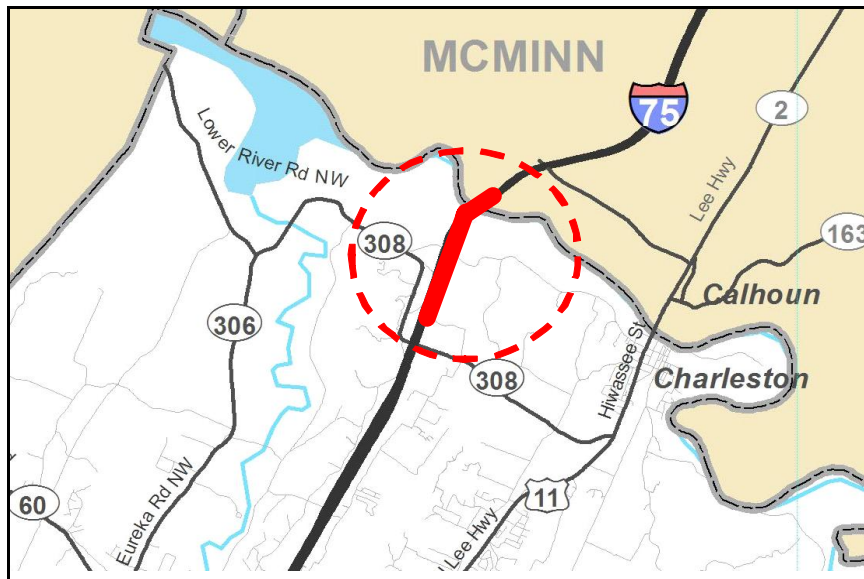 MCMINN
75
2
Lower River Rd NW
Lee Hwy
163
308
Calhoun
306
308
Charleston
Hiwassee St
60
Eureka Rd NW
11
Lee Hwy